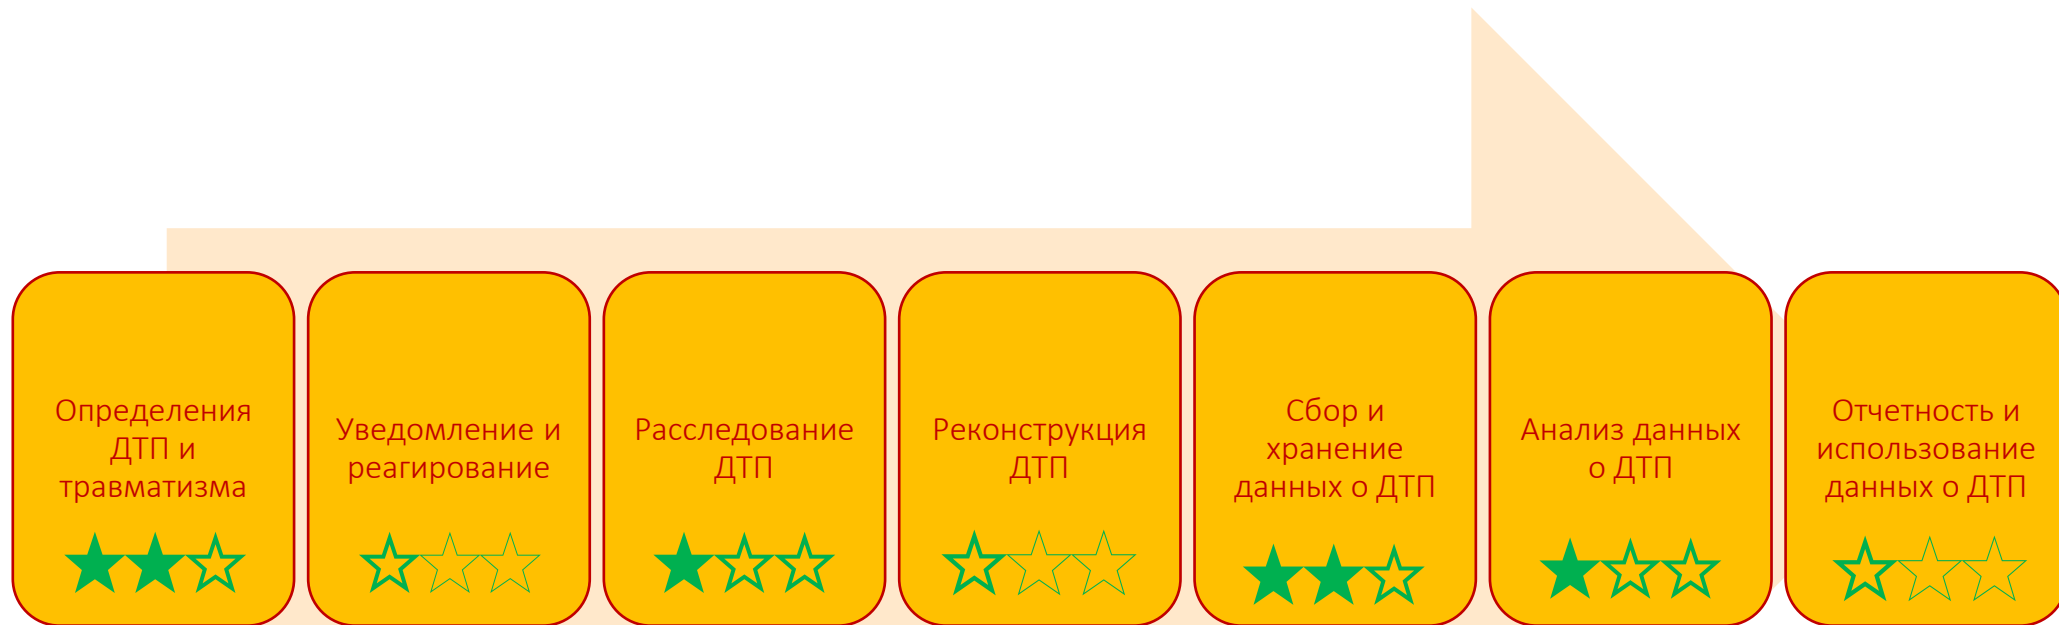 Определения
ДТП и
травматизма
Уведомление и
реагирование
Расследование
ДТП
Реконструкция
ДТП
Сбор и
хранение
данных о ДТП
Анализ данных
о ДТП
Отчетность и
использование
данных о ДТП